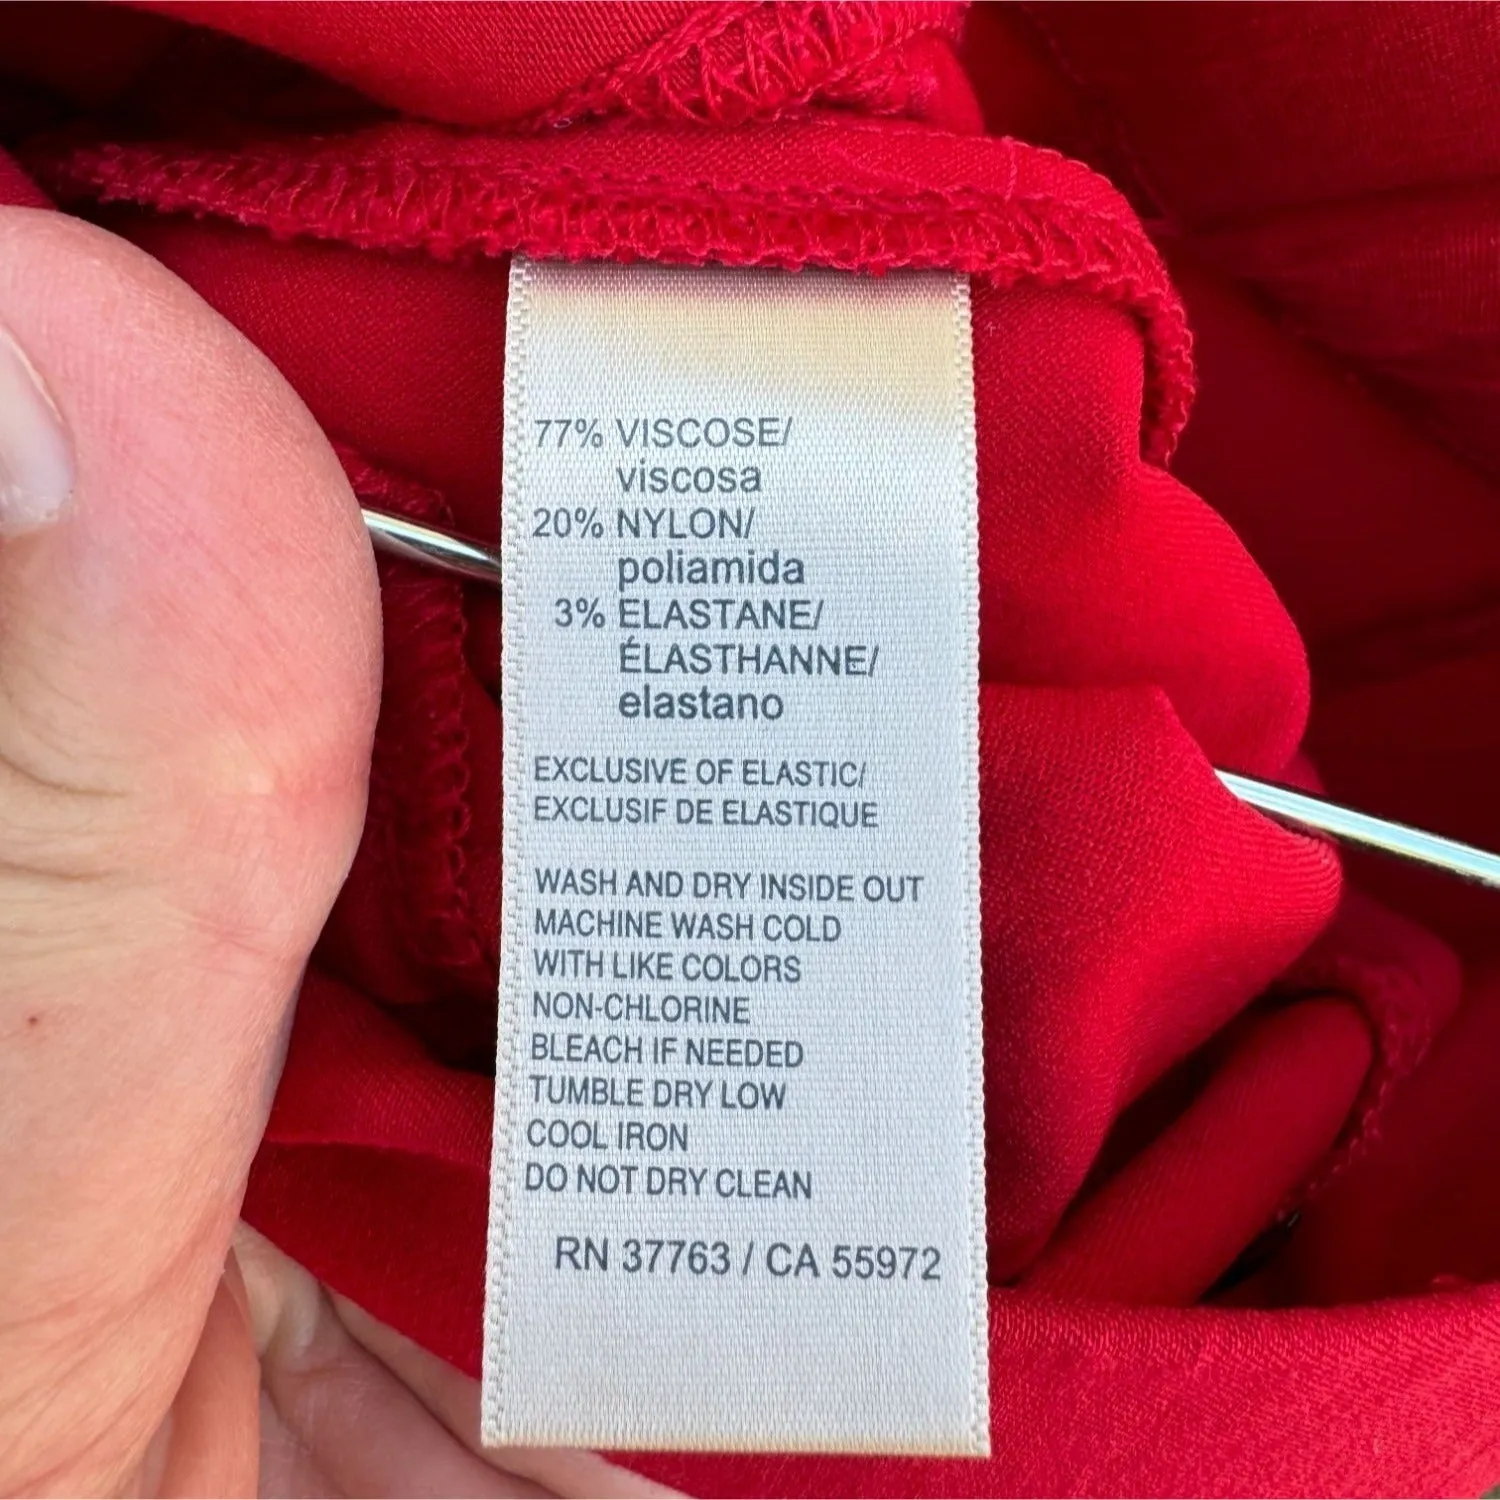 77% VISCOSE/
viscosa
20% NYLON/
poliamida
3% ELASTANE/
ÉLASTHANNE/
elastano
EXCLUSIVE OF ELASTIC/
EXCLUSIF DE ELASTIQUE
WASH AND DRY INSIDE OUT
MACHINE WASH COLD
WITH LIKE COLORS
NON-CHLORINE
BLEACH IF NEEDED
TUMBLE DRY LOW
COOL IRON
DO NOT DRY CLEAN
RN 37763 / CA 55972